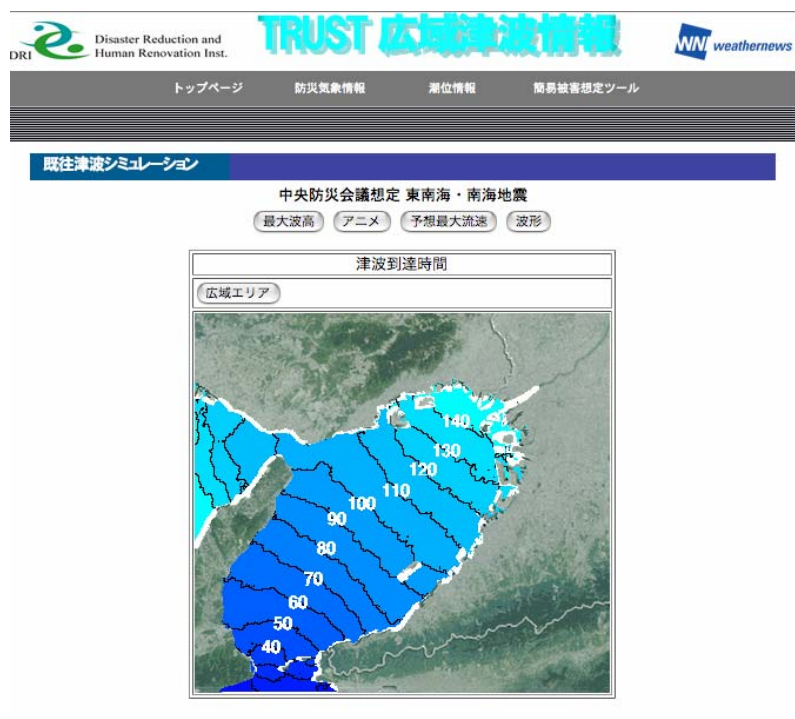 DRI
Disaster Reduction and
Human Renovation Inst.
TRUST 広域津波情報
WNI weathernews
トップページ 防災気象情報 潮位情報 簡易被害想定ツール
既往津波シミュレーション
中央防災会議想定 東南海・南海地震
最大波高 アニメ 予想最大流速 波形
津波到達時間
広域エリア
140
130
120
110
100
90
80
70
60
50
40